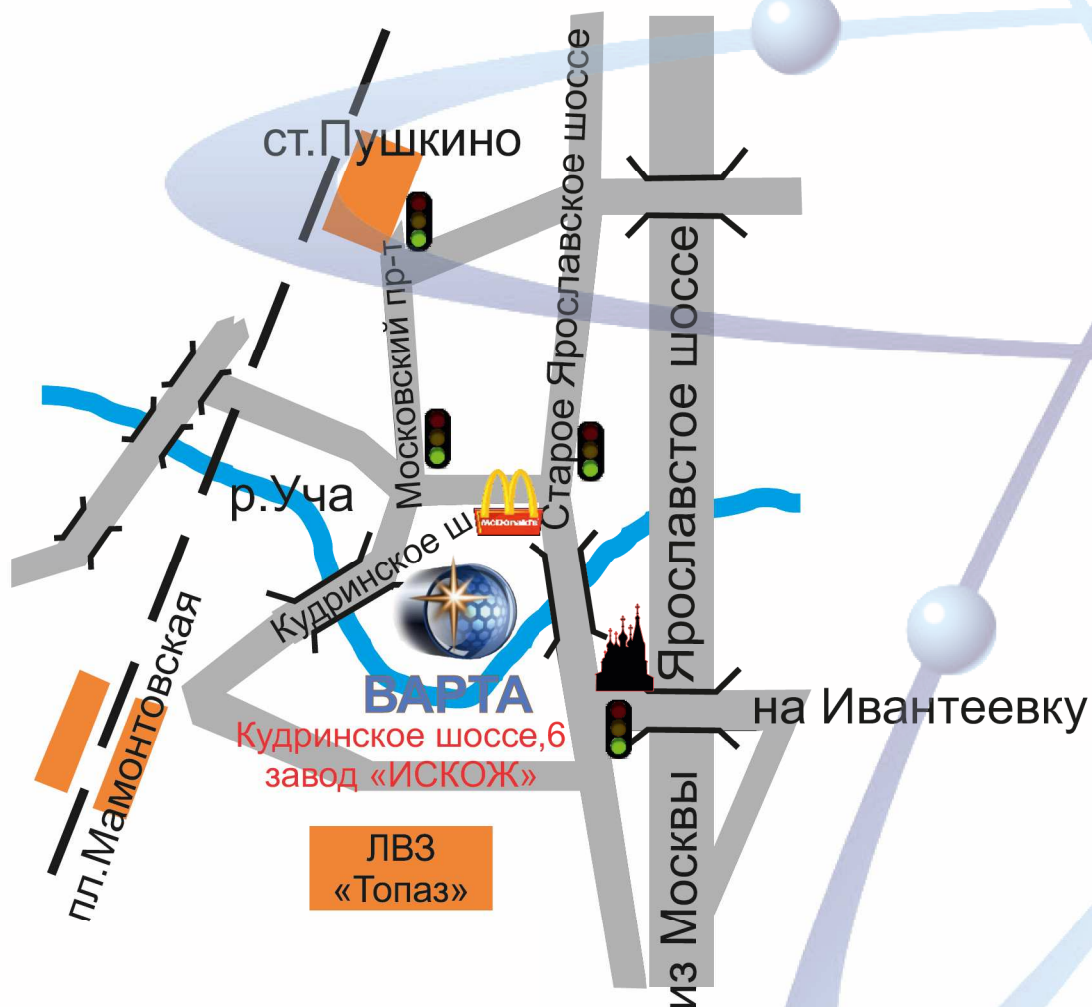 ст.Пушкино
Старое Ярославское шоссе
Московский пр-т
Ярославстое шоссе
р.Уча
McDonald's
Кудринское ш.
ВАРТА
на Ивантеевку
Кудринское шоссе,6
завод «ИСКОЖ»
пл.Мамонтовская
ЛВЗ
«Топаз»
из Москвы